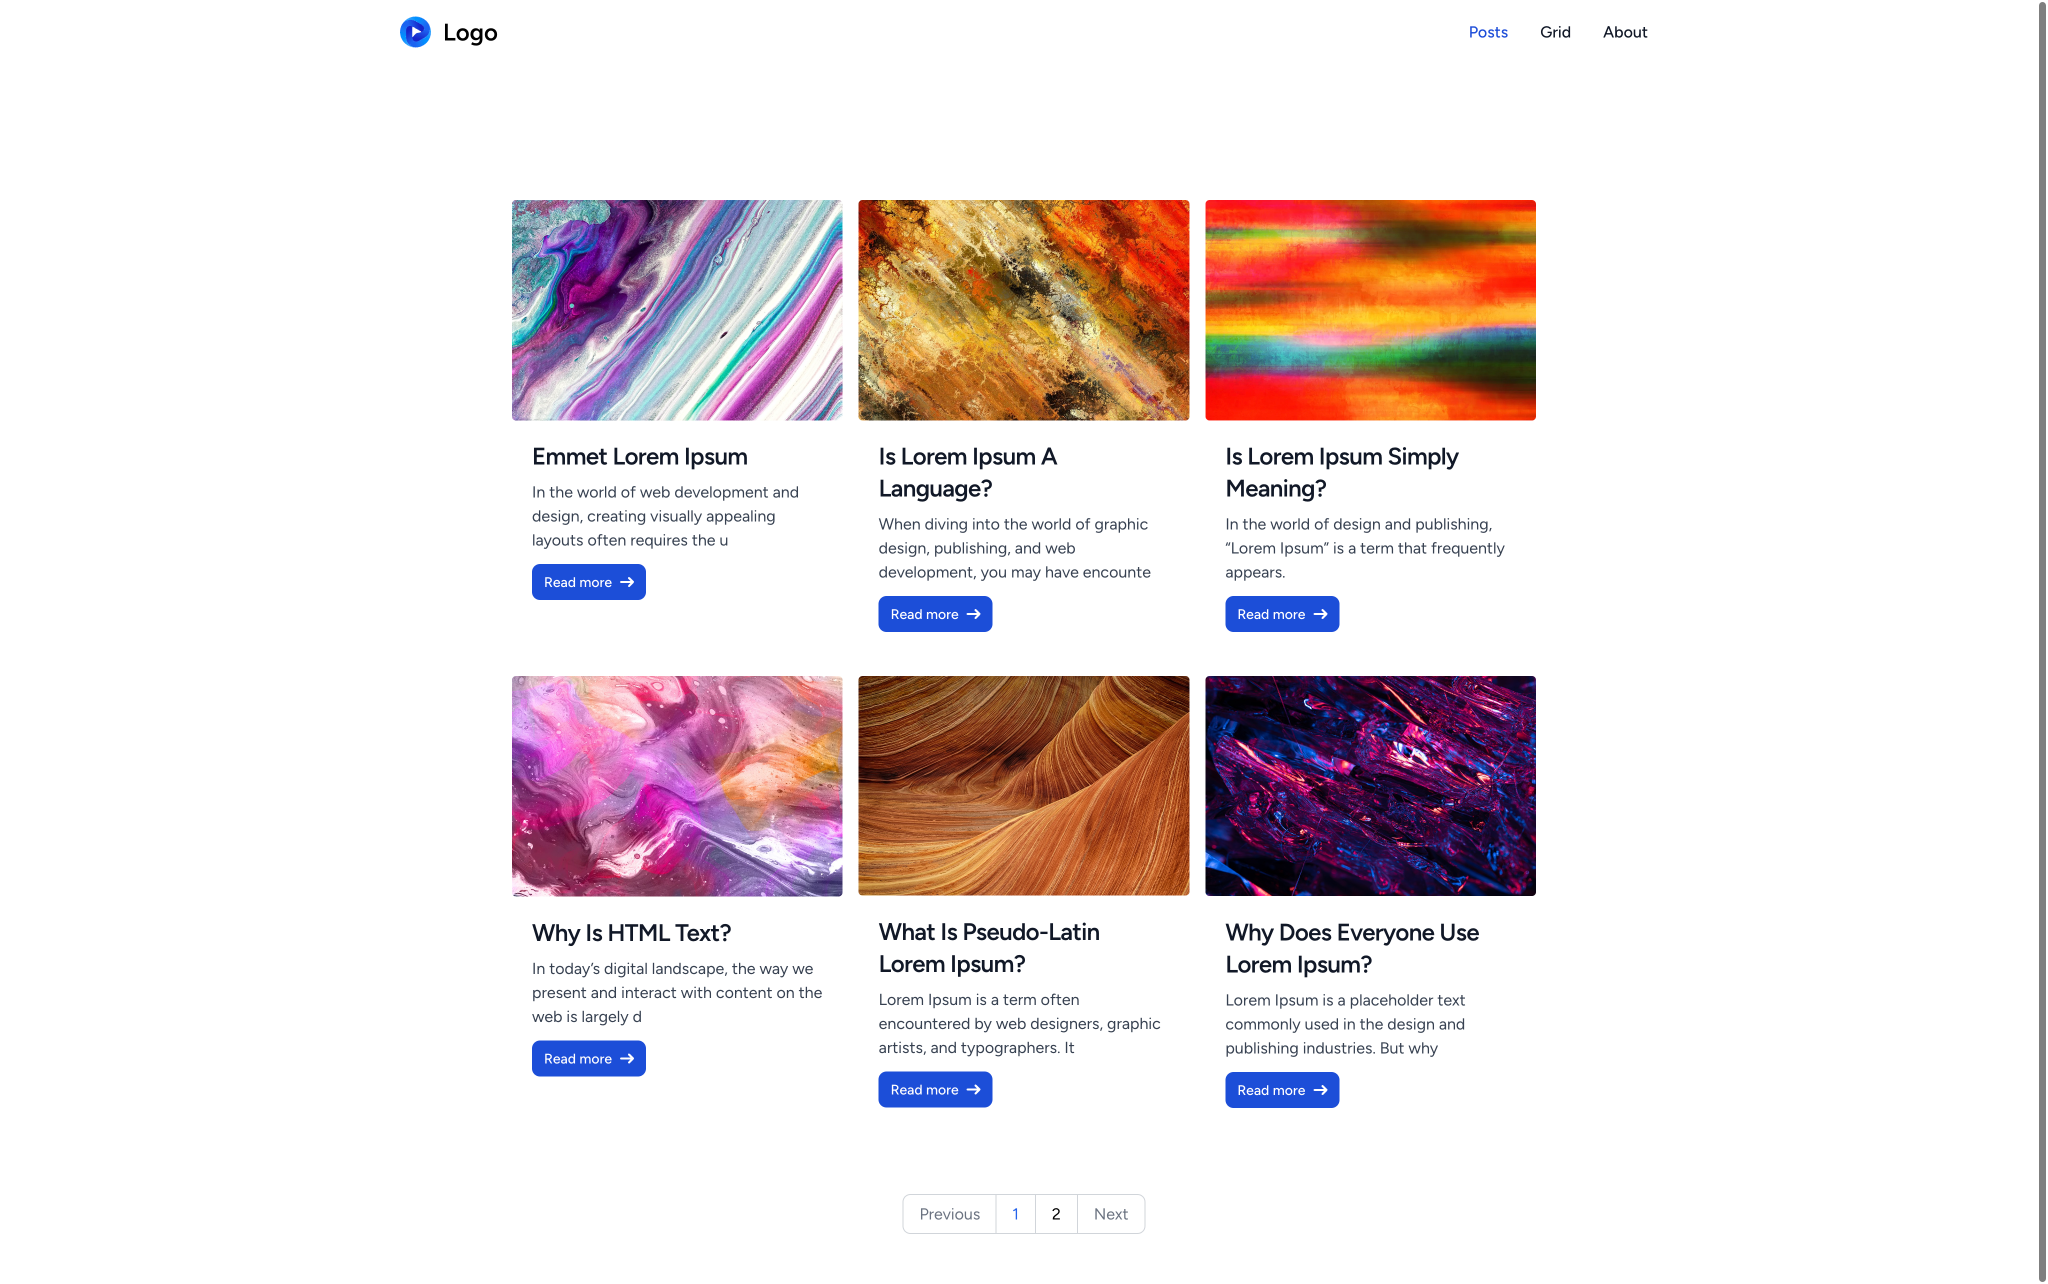 Logo
Posts Grid About
Emmet Lorem Ipsum
In the world of web development and
design, creating visually appealing
layouts often requires the u
Read more
Is Lorem Ipsum A
Language?
When diving into the world of graphic
design, publishing, and web
development, you may have encounte
Read more
Is Lorem Ipsum Simply
Meaning?
In the world of design and publishing,
“Lorem Ipsum” is a term that frequently
appears.
Read more
Why Is HTML Text?
In today’s digital landscape, the way we
present and interact with content on the
web is largely d
Read more
What Is Pseudo-Latin
Lorem Ipsum?
Lorem Ipsum is a term often
encountered by web designers, graphic
artists, and typographers. It
Read more
Why Does Everyone Use
Lorem Ipsum?
Lorem Ipsum is a placeholder text
commonly used in the design and
publishing industries. But why
Read more
Previous 1 2 Next